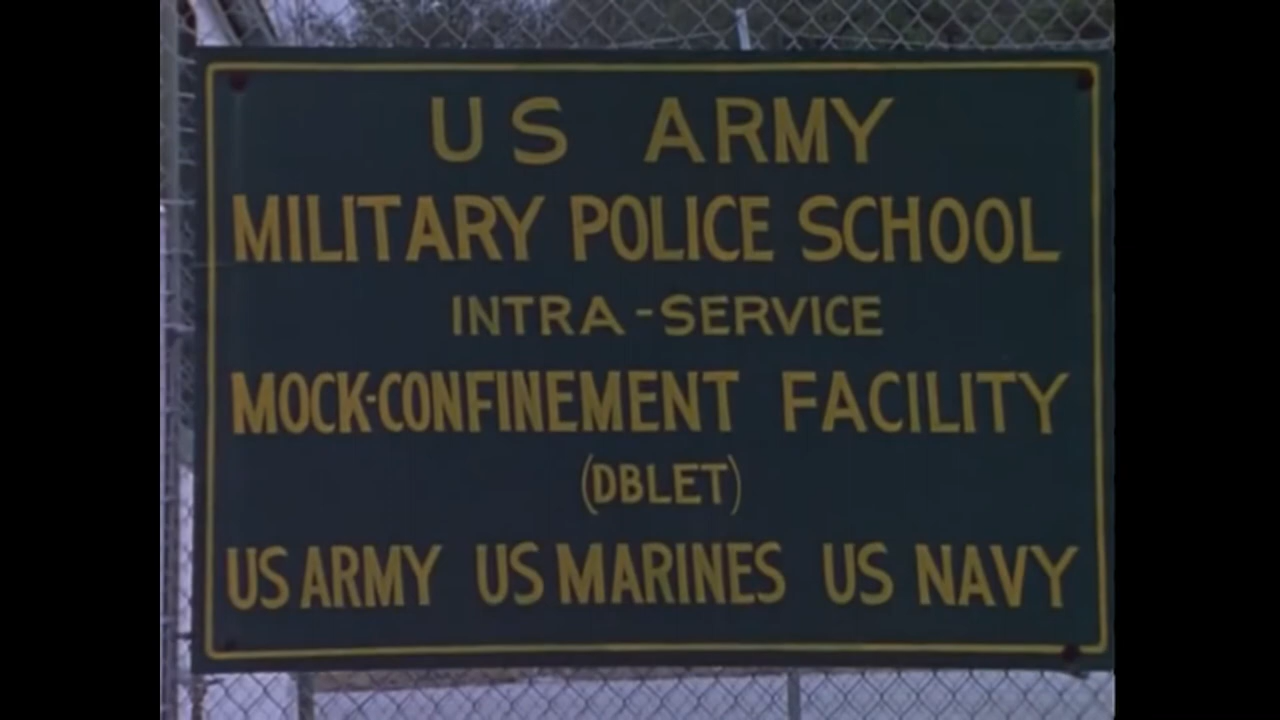 US ARMY
MILITARY POLICE SCHOOL
INTRA-SERVICE
MOCK-CONFINEMENT FACILITY
(DBLET)
US ARMY US MARINES US NAVY